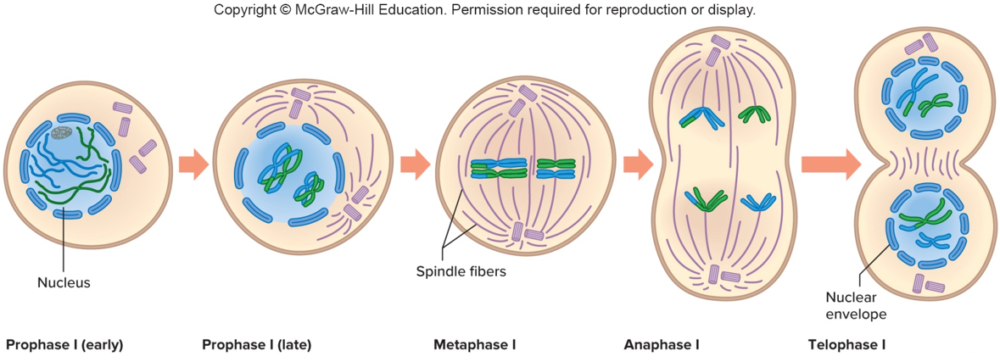 Copyright © McGraw-Hill Education. Permission required for reproduction or display.
Nucleus
Spindle fibers
Nuclear
envelope
Prophase I (early)
Prophase I (late)
Metaphase I
Anaphase I
Telophase I